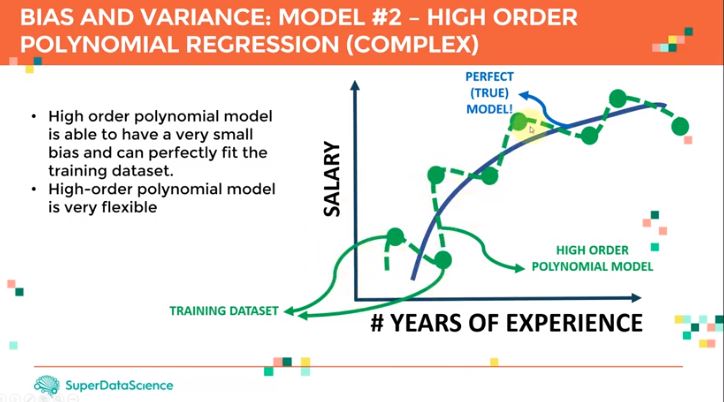 BIAS AND VARIANCE: MODEL #2 – HIGH ORDER
POLYNOMIAL REGRESSION (COMPLEX)
• High order polynomial model
is able to have a very small
bias and can perfectly fit the
training dataset.
• High-order polynomial model
is very flexible
PERFECT
(TRUE)
MODEL!
SALARY
HIGH ORDER
POLYNOMIAL MODEL
TRAINING DATASET
# YEARS OF EXPERIENCE
SuperDataScience